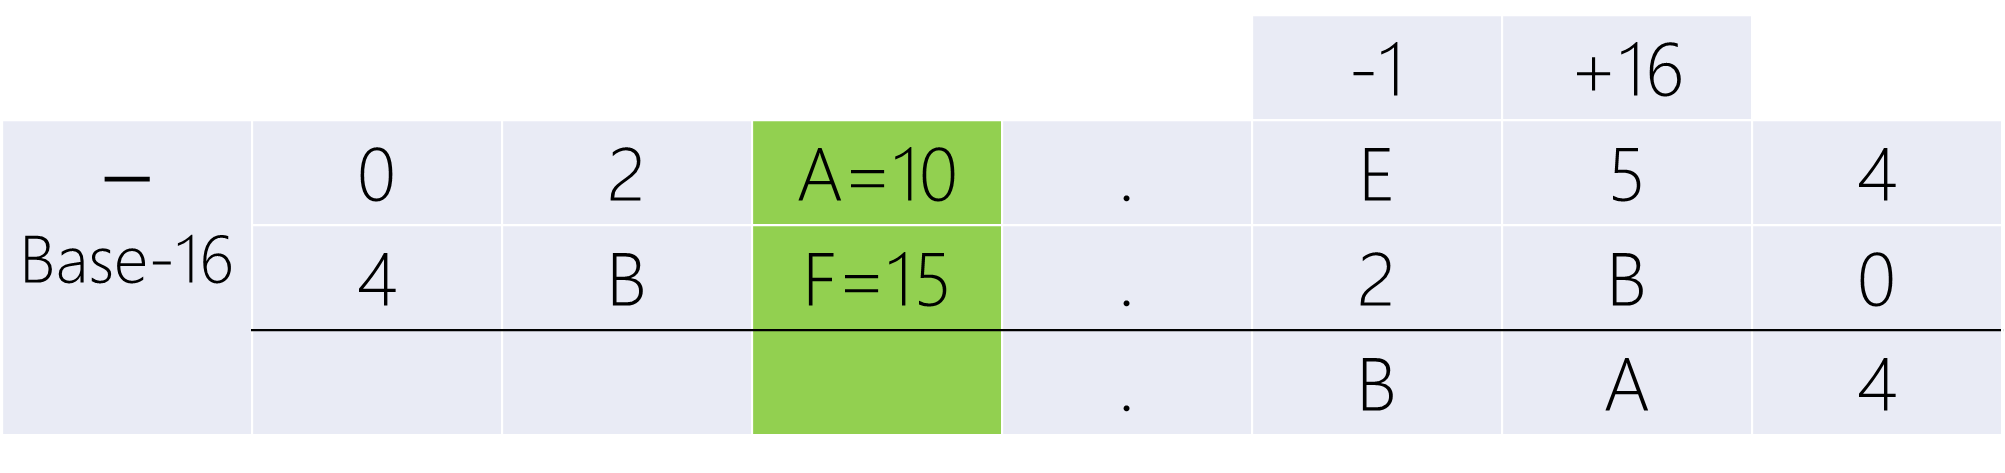 -1 +16
– 0 2 A=10 . E 5 4
Base-16 4 B F=15 . 2 B 0
. B A 4